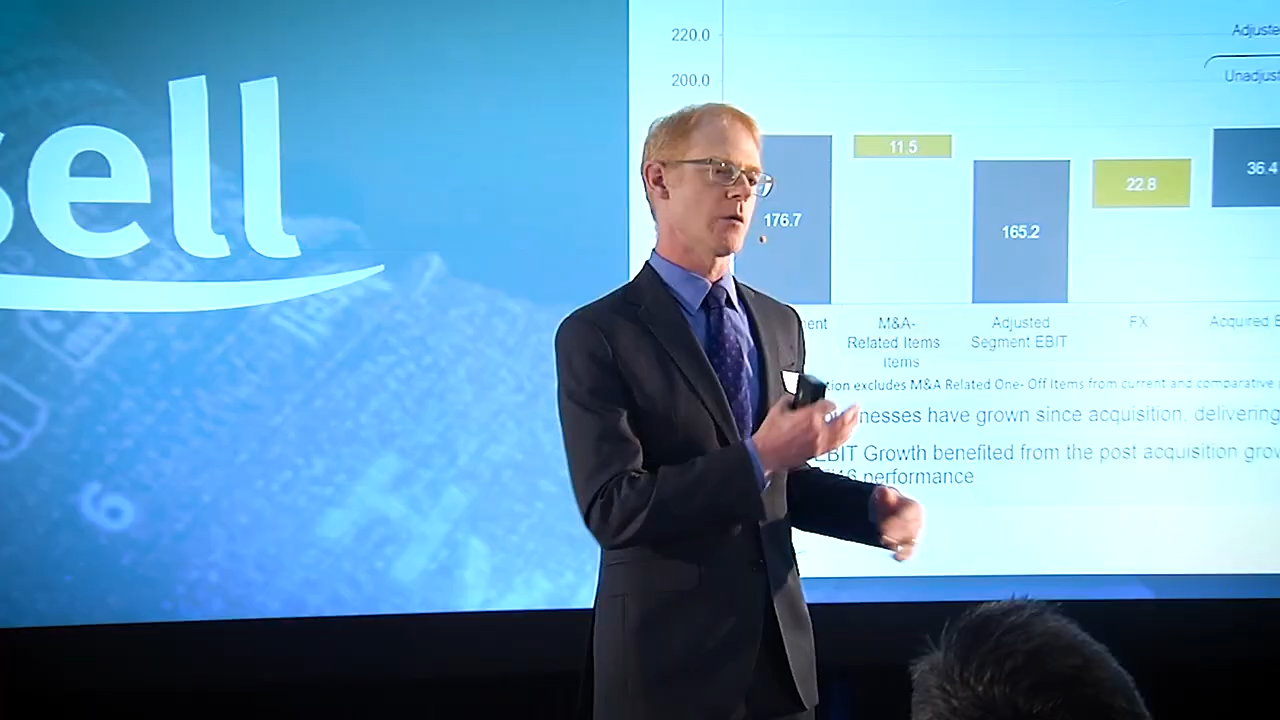 sell
6
220.0
200.0
Adjuste
Unadjust
176.7
11.5
165.2
22.8
36.4
ent
M&A-
Related Items
Items
Adjusted
Segment EBIT
FX
Acquired E
tion excludes M&A Related One- Off Items from current and comparative
nesses have grown since acquisition, delivering
EBIT Growth benefited from the post acquisition grow
performance